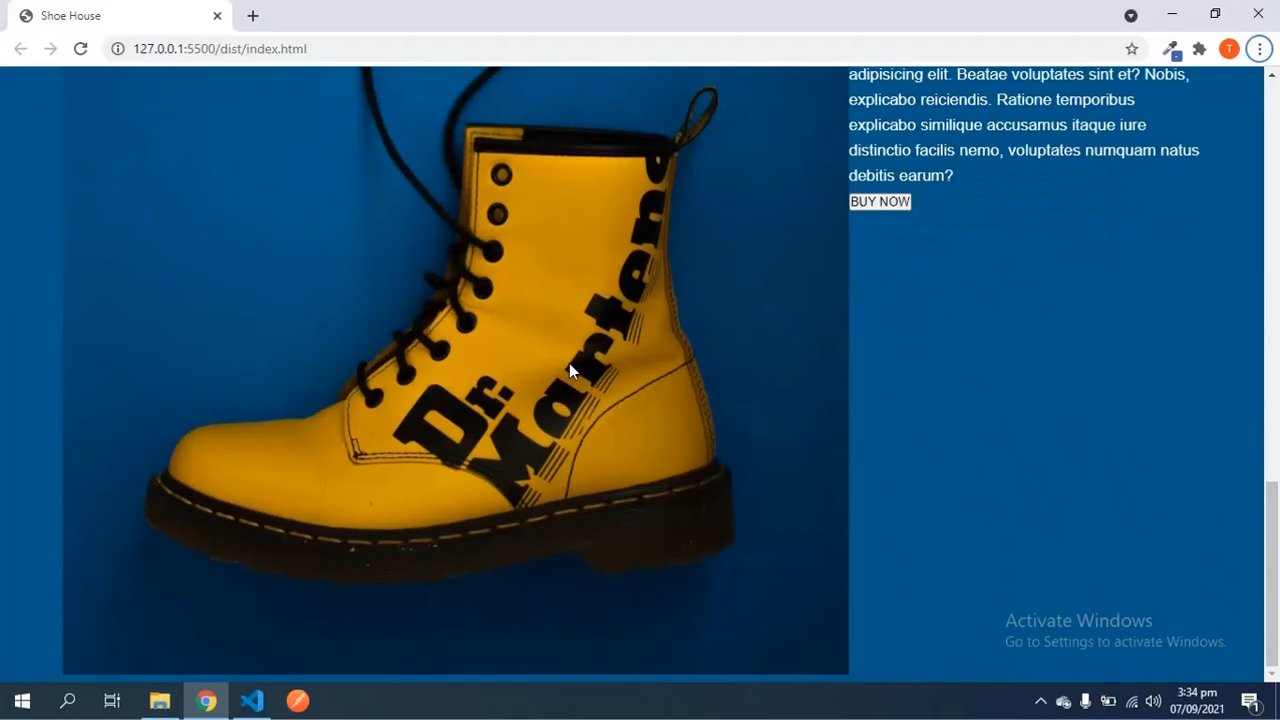 Shoe House
127.0.0.1:5500/dist/index.html
T
adipisicing elit. Beatae voluptates sint et? Nobis,
explicabo reiciendis. Ratione temporibus
explicabo similique accusamus itaque iure
distinctio facilis nemo, voluptates numquam natus
debitis earum?
BUY NOW
Dr.
Martens
Activate Windows
Go to Settings to activate Windows.
3:34 pm
07/09/2021
1